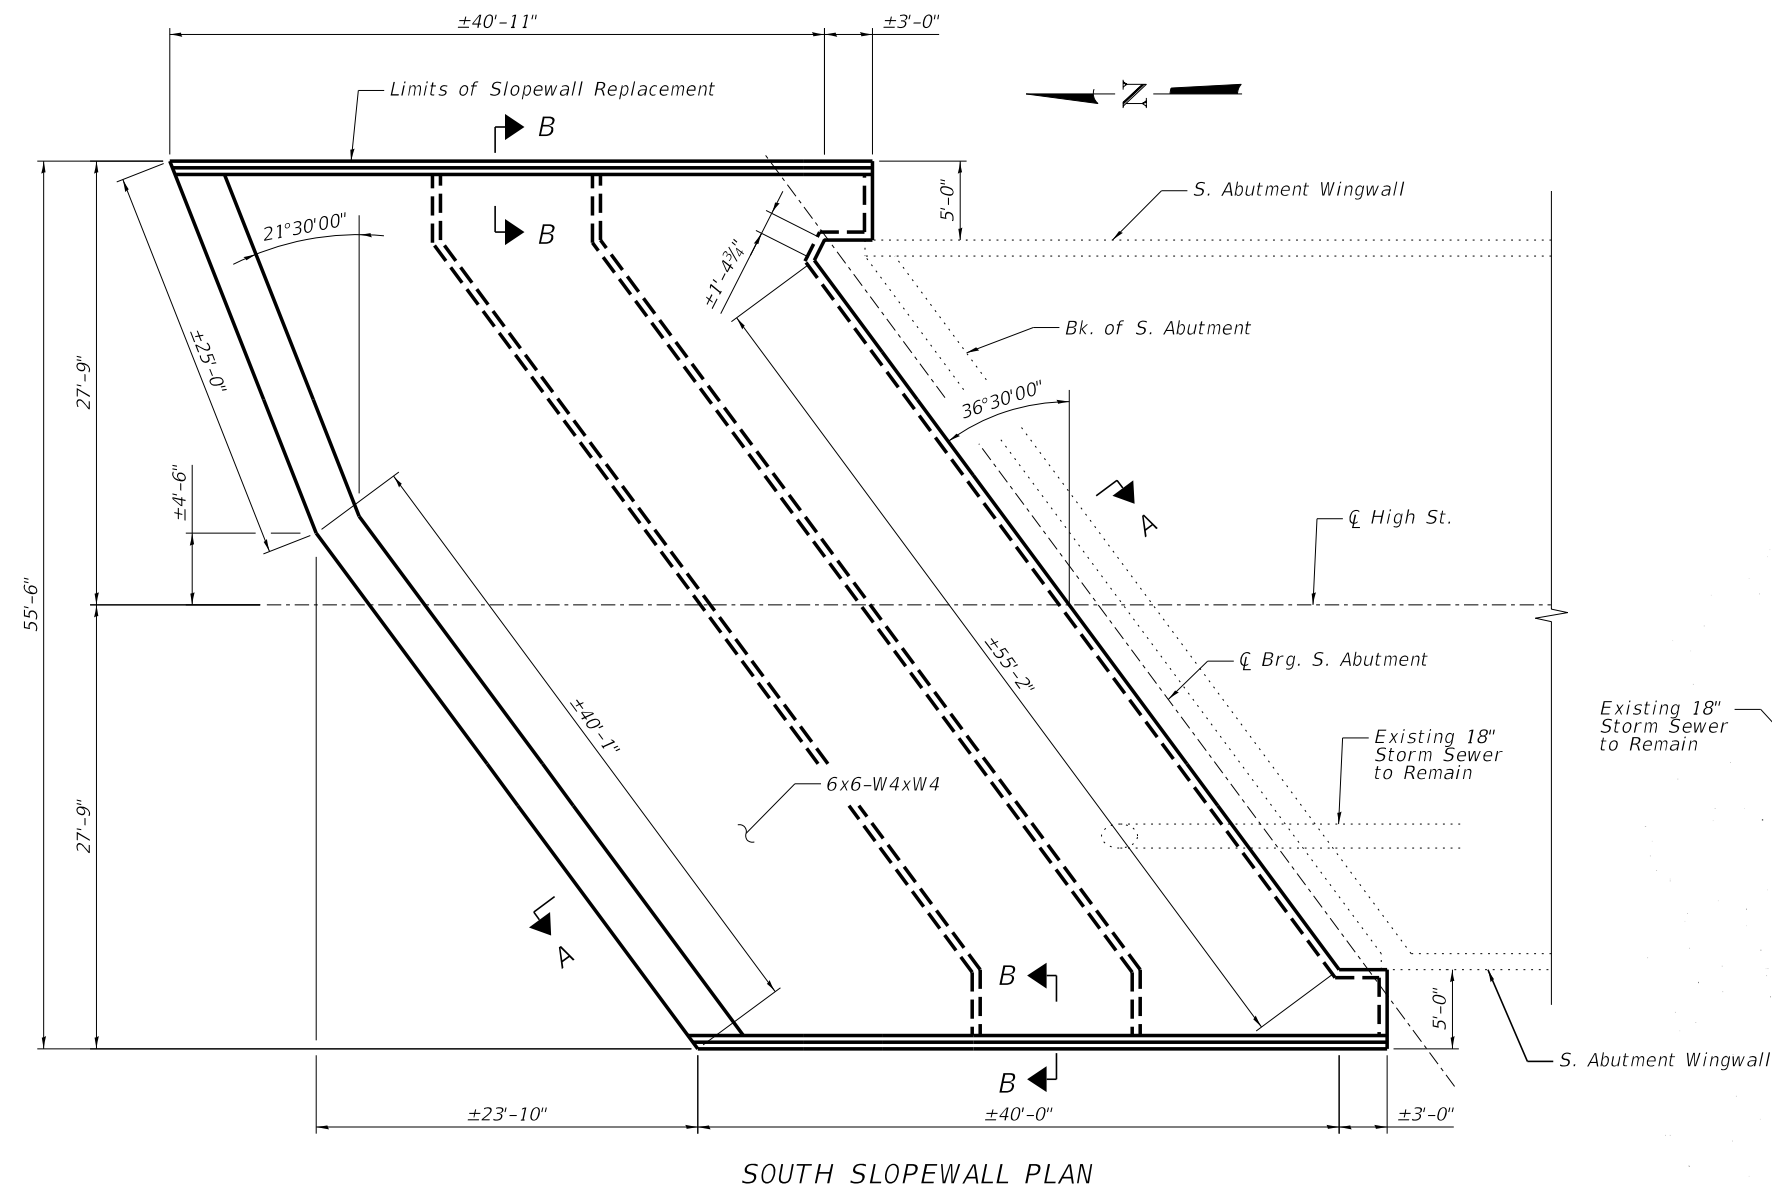 ±40'-11"
±3'-0"
Limits of Slopewall Replacement
N
B
B
5'-0"
S. Abutment Wingwall
21°30'00"
±1'-4¾"
Bk. of S. Abutment
±25'-0"
27'-9"
36°30'00"
±4'-6"
A
℄ High St.
55'-6"
±55'-2"
℄ Brg. S. Abutment
±40'-1"
Existing 18"
Storm Sewer
to Remain
Existing 18"
Storm Sewer
to Remain
6x6-W4xW4
27'-9"
A
B
5'-0"
S. Abutment Wingwall
B
±23'-10"
±40'-0"
±3'-0"
SOUTH SLOPEWALL PLAN